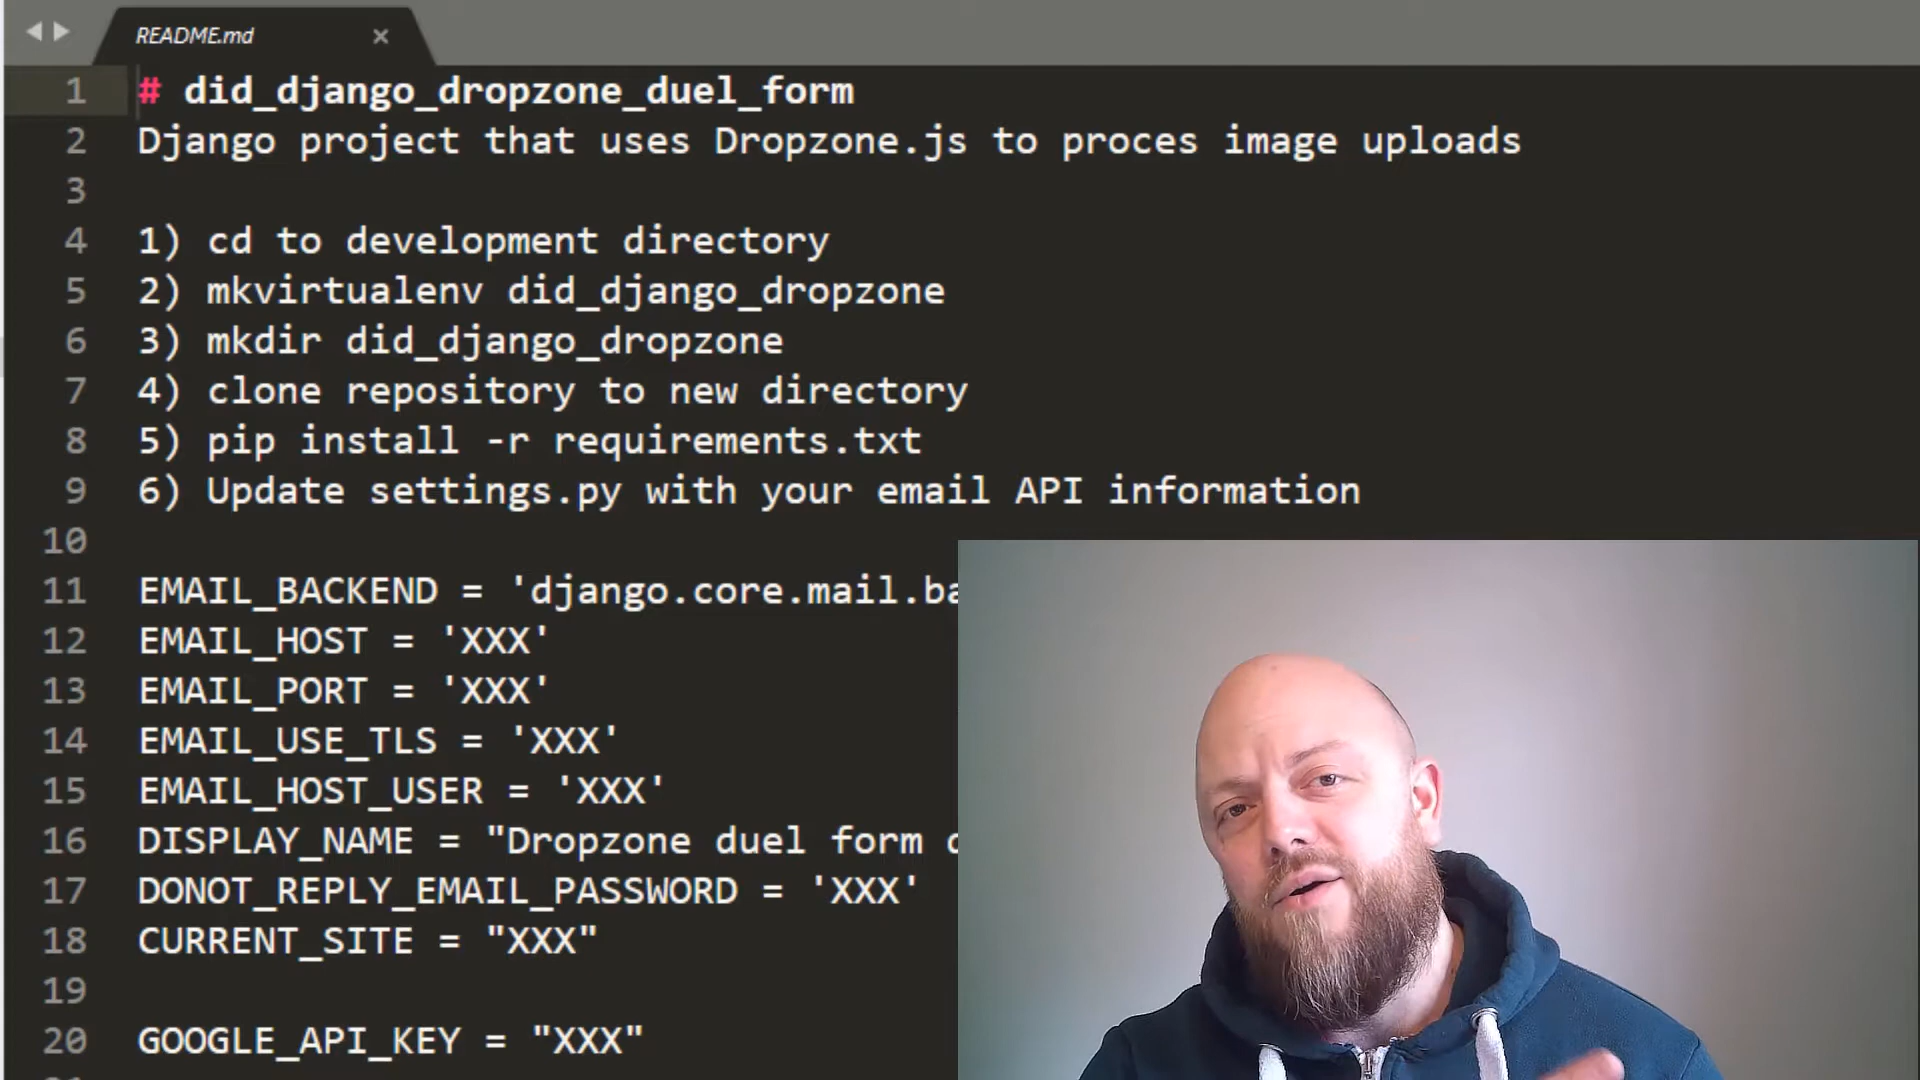 README.md
1 # did_django_dropzone_duel_form
2 Django project that uses Dropzone.js to proces image uploads
3
4 1) cd to development directory
5 2) mkvirtualenv did_django_dropzone
6 3) mkdir did_django_dropzone
7 4) clone repository to new directory
8 5) pip install -r requirements.txt
9 6) Update settings.py with your email API information
10
11 EMAIL_BACKEND = 'django.core.mail.ba
12 EMAIL_HOST = 'XXX'
13 EMAIL_PORT = 'XXX'
14 EMAIL_USE_TLS = 'XXX'
15 EMAIL_HOST_USER = 'XXX'
16 DISPLAY_NAME = "Dropzone duel form
17 DONOT_REPLY_EMAIL_PASSWORD = 'XXX'
18 CURRENT_SITE = "XXX"
19
20 GOOGLE_API_KEY = "XXX"